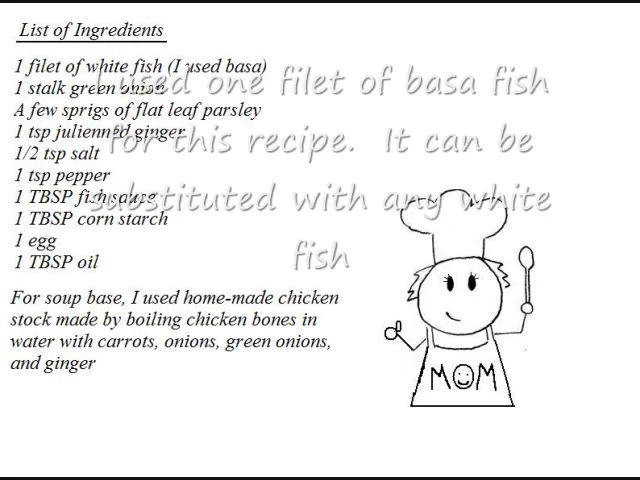 List of Ingredients
1 filet of white fish (I used basa)
1 stalk green onion
A few sprigs of flat leaf parsley
1 tsp julienned ginger
1/2 tsp salt
1 tsp pepper
1 TBSP fish sauce
1 TBSP corn starch
1 egg
1 TBSP oil
For soup base, I used home-made chicken
stock made by boiling chicken bones in
water with carrots, onions, green onions,
and ginger
I used one filet of basa fish
for this recipe. It can be
substituted with any white
fish
MOM